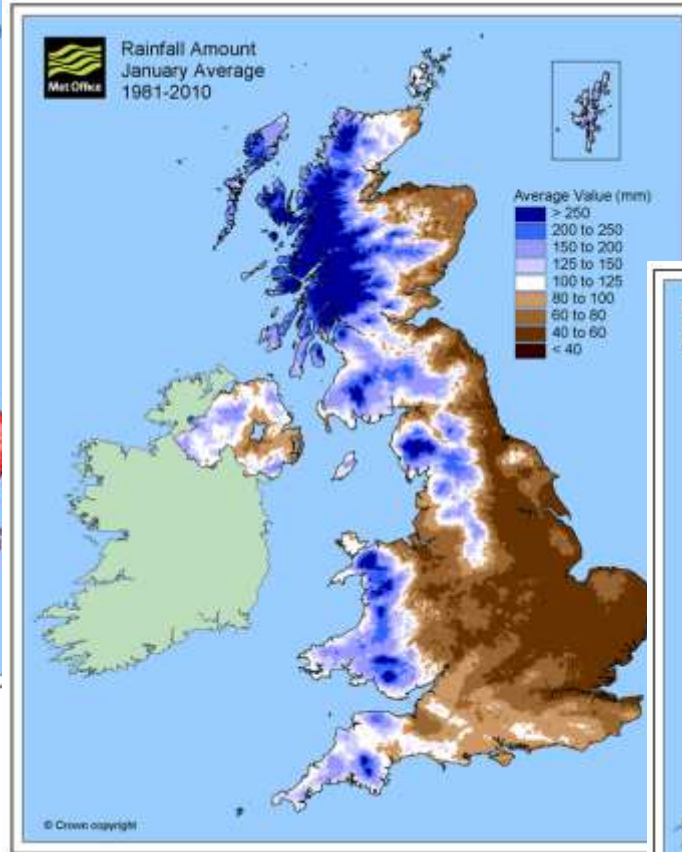 Met Office
Rainfall Amount
January Average
1981-2010
Average Value (mm)
> 250
200 to 250
150 to 200
125 to 150
100 to 125
80 to 100
60 to 80
40 to 60
< 40
© Crown copyright